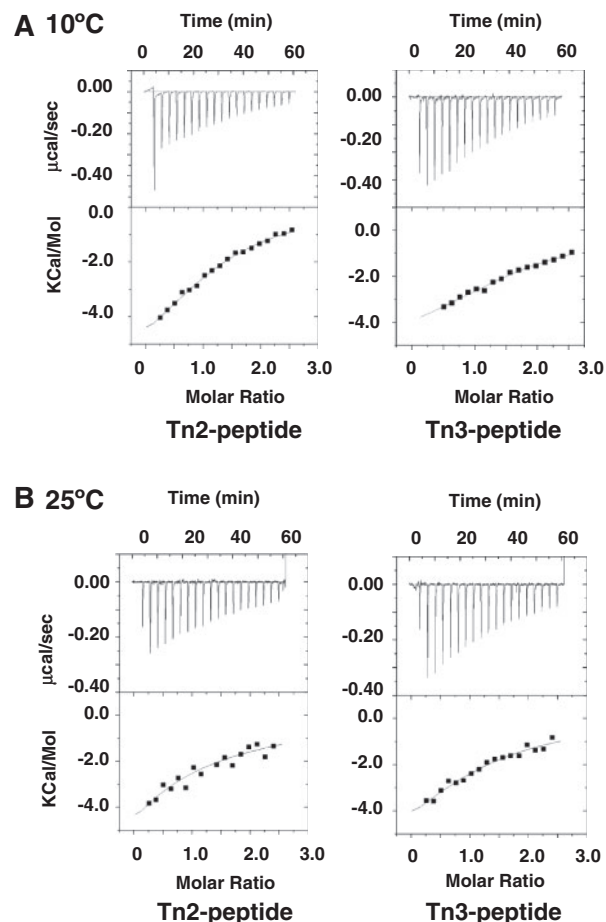 A 10°C
Time (min) Time (min)
0 20 40 60 0 20 40 60
0.00 0.00
-0.20 -0.20
-0.40 -0.40
μcal/sec
0.0
-2.0 -2.0
-4.0 -4.0
KCal/Mol
0 1.0 2.0 3.0 0 1.0 2.0 3.0
Molar Ratio Molar Ratio
Tn2-peptide Tn3-peptide
B 25°C
Time (min) Time (min)
0 20 40 60 0 20 40 60
0.00 0.00
-0.20 -0.20
-0.40 -0.40
μcal/sec
0.0 0.0
-2.0 -2.0
-4.0 -4.0
KCal/Mol
0 1.0 2.0 3.0 0 1.0 2.0 3.0
Molar Ratio Molar Ratio
Tn2-peptide Tn3-peptide